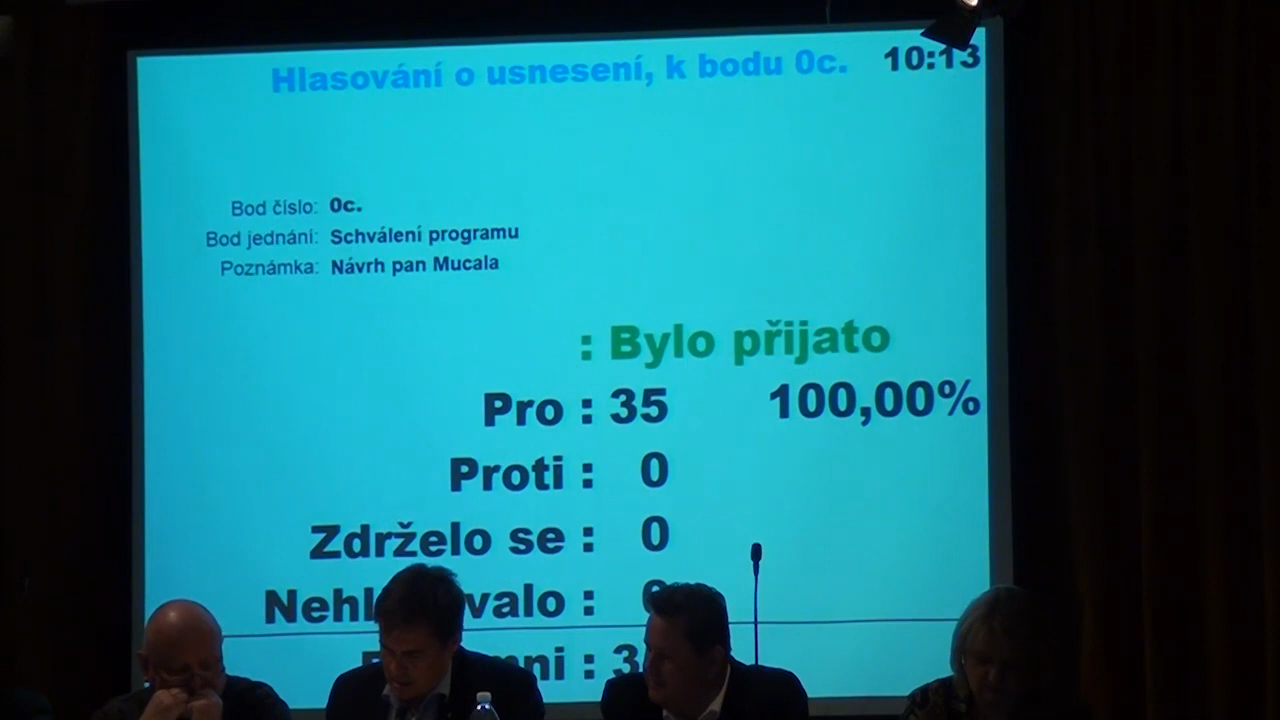 Hlasování o usnesení, k bodu 0c. 10:13
Bod číslo: 0c.
Bod jednání: Schválení programu
Poznámka: Návrh pan Mucala
: Bylo přijato
Pro : 35 100,00%
Proti : 0
Zdrželo se : 0